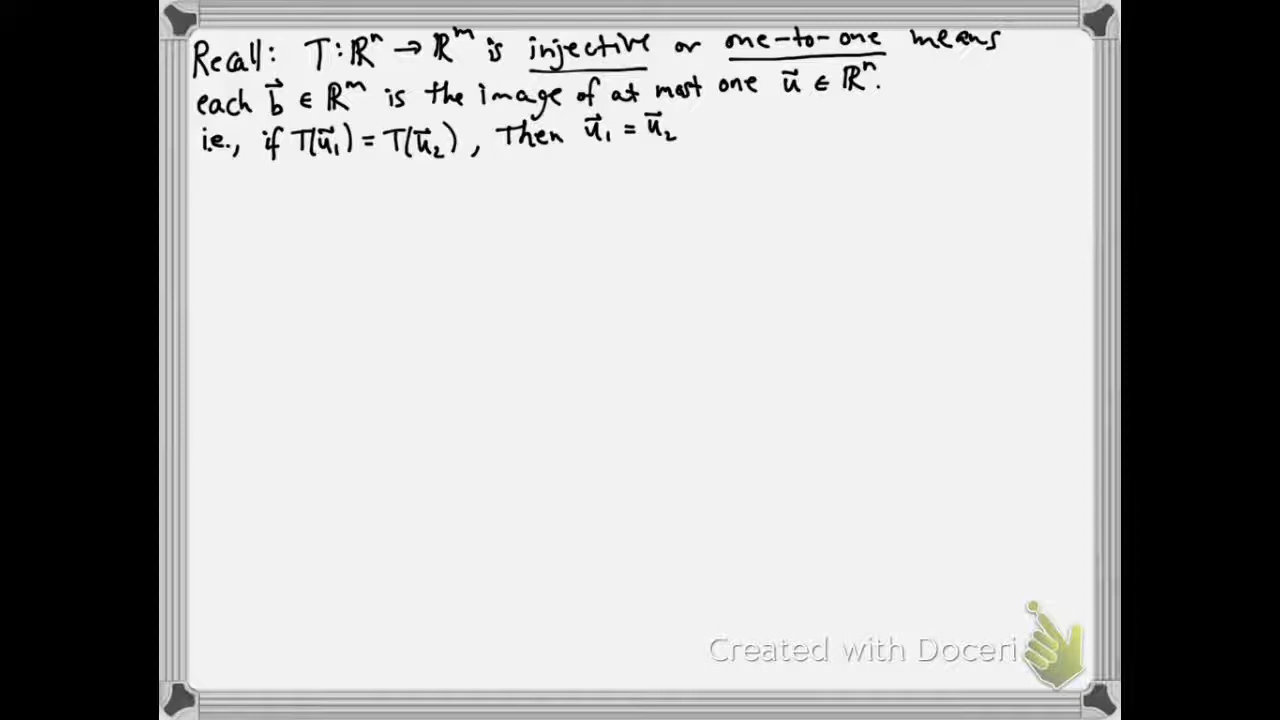 Recall: T: ℝⁿ → ℝᵐ is injective or one-to-one means
each b⃗ ∈ ℝᵐ is the image of at most one u⃗ ∈ ℝⁿ.
i.e., if T(u⃗₁) = T(u⃗₂), then u⃗₁ = u⃗₂
Created with Doceri